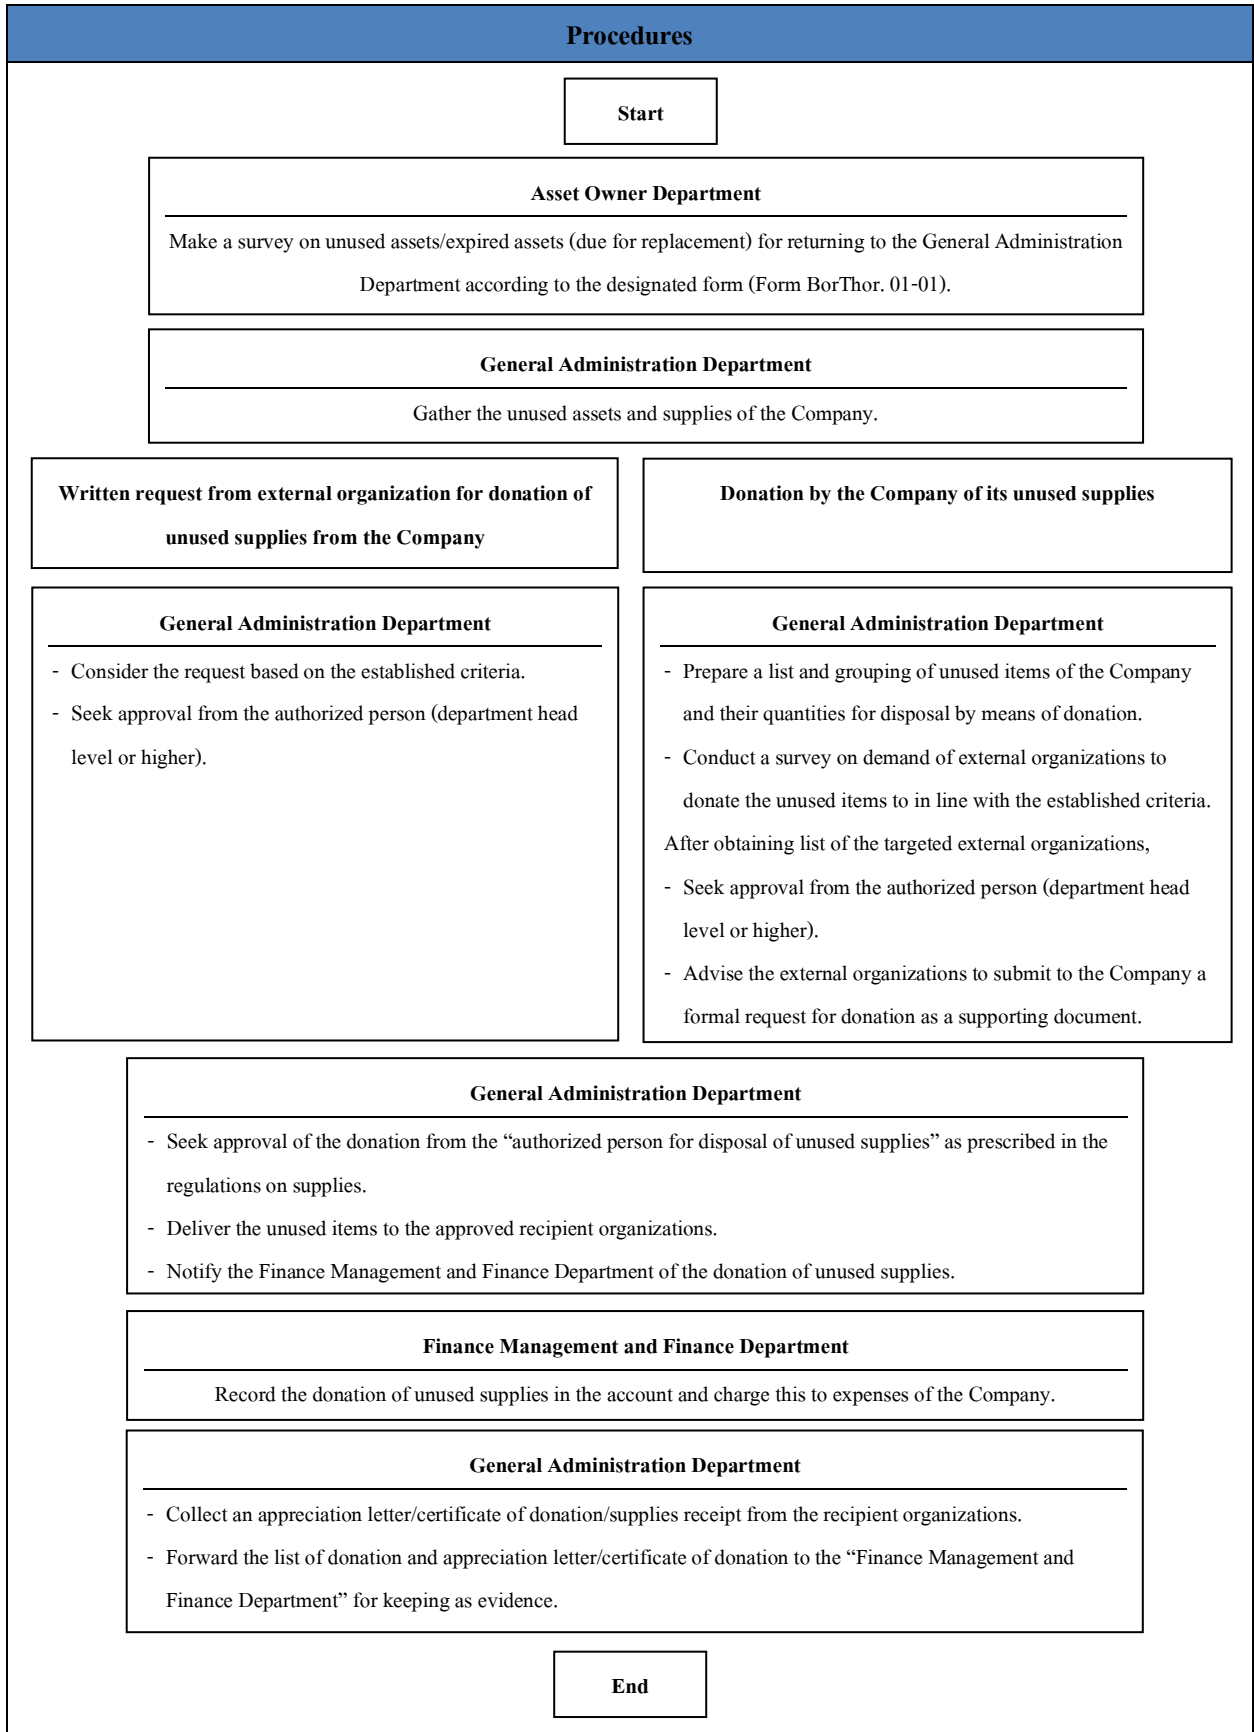 Procedures
Start
Asset Owner Department
Make a survey on unused assets/expired assets (due for replacement) for returning to the General Administration
Department according to the designated form (Form BorThor. 01-01).
General Administration Department
Gather the unused assets and supplies of the Company.
Written request from external organization for donation of
unused supplies from the Company
Donation by the Company of its unused supplies
General Administration Department
- Consider the request based on the established criteria.
- Seek approval from the authorized person (department head
level or higher).
General Administration Department
- Prepare a list and grouping of unused items of the Company
and their quantities for disposal by means of donation.
- Conduct a survey on demand of external organizations to
donate the unused items to in line with the established criteria.
After obtaining list of the targeted external organizations,
- Seek approval from the authorized person (department head
level or higher).
- Advise the external organizations to submit to the Company a
formal request for donation as a supporting document.
General Administration Department
- Seek approval of the donation from the “authorized person for disposal of unused supplies” as prescribed in the
regulations on supplies.
- Deliver the unused items to the approved recipient organizations.
- Notify the Finance Management and Finance Department of the donation of unused supplies.
Finance Management and Finance Department
Record the donation of unused supplies in the account and charge this to expenses of the Company.
General Administration Department
- Collect an appreciation letter/certificate of donation/supplies receipt from the recipient organizations.
- Forward the list of donation and appreciation letter/certificate of donation to the “Finance Management and
Finance Department” for keeping as evidence.
End